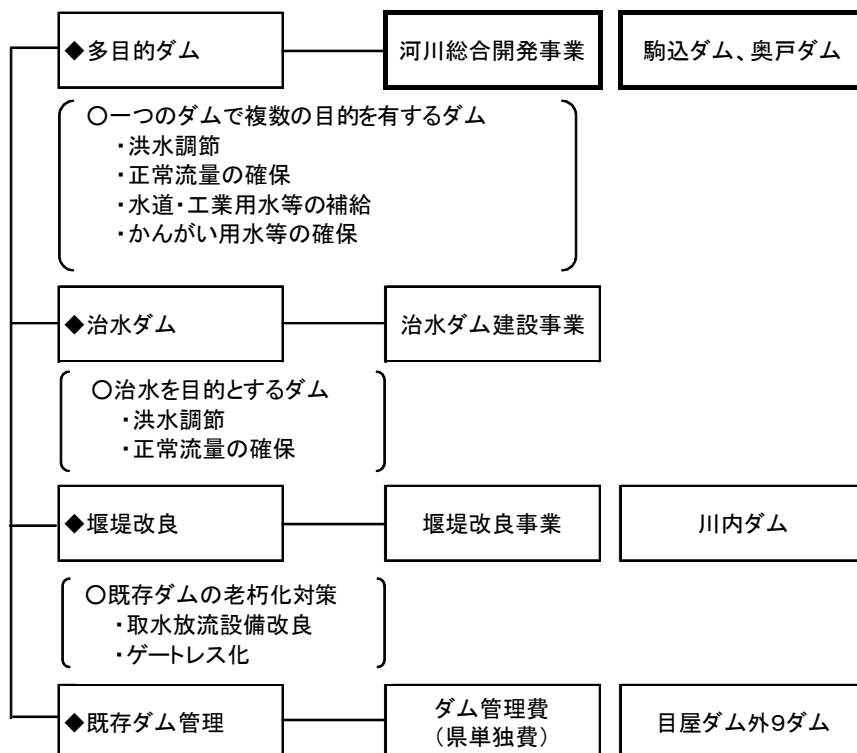 ◆多目的ダム
河川総合開発事業
駒込ダム、奥戸ダム
○一つのダムで複数の目的を有するダム
・洪水調節
・正常流量の確保
・水道・工業用水等の補給
・かんがい用水等の確保
◆治水ダム
治水ダム建設事業
○治水を目的とするダム
・洪水調節
・正常流量の確保
◆堰堤改良
堰堤改良事業
川内ダム
○既存ダムの老朽化対策
・取水放流設備改良
・ゲートレス化
◆既存ダム管理
ダム管理費
（県単独費）
目屋ダム外９ダム